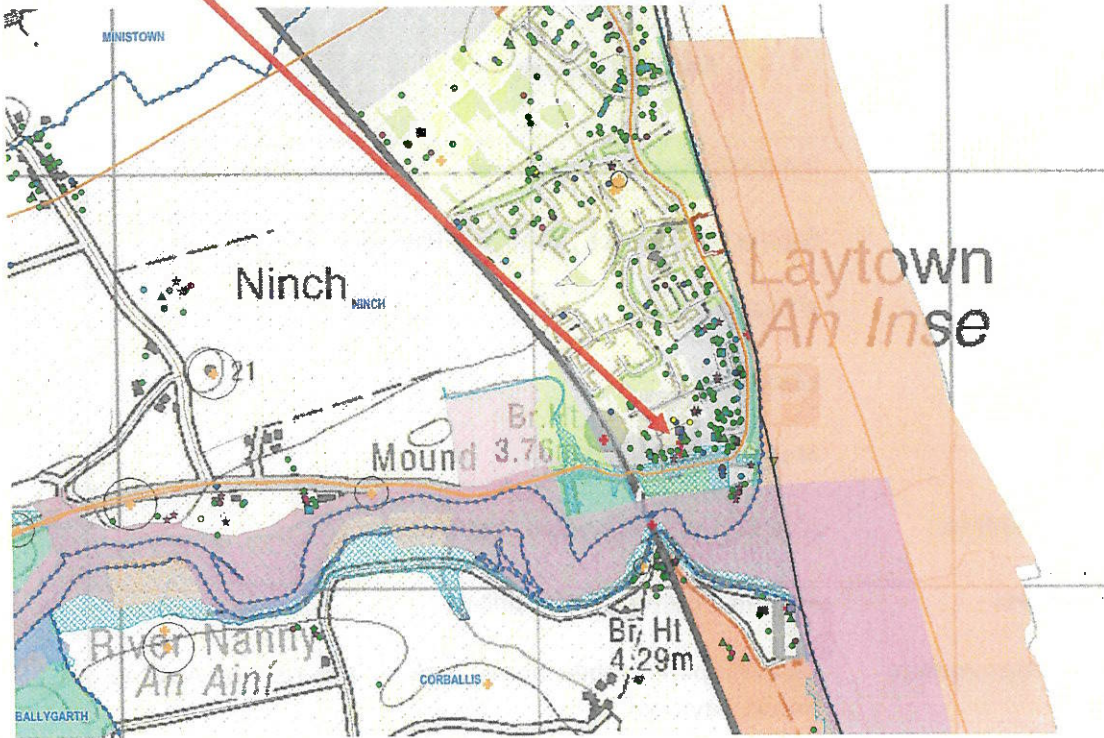 MINISTOWN
Ninch
NINCH
Laytown
An Inse
P
21
Br Ht
3.76
Mound
Br Ht
4.29m
River Nanny
An Ainí
CORBALLIS
BALLYGARTH